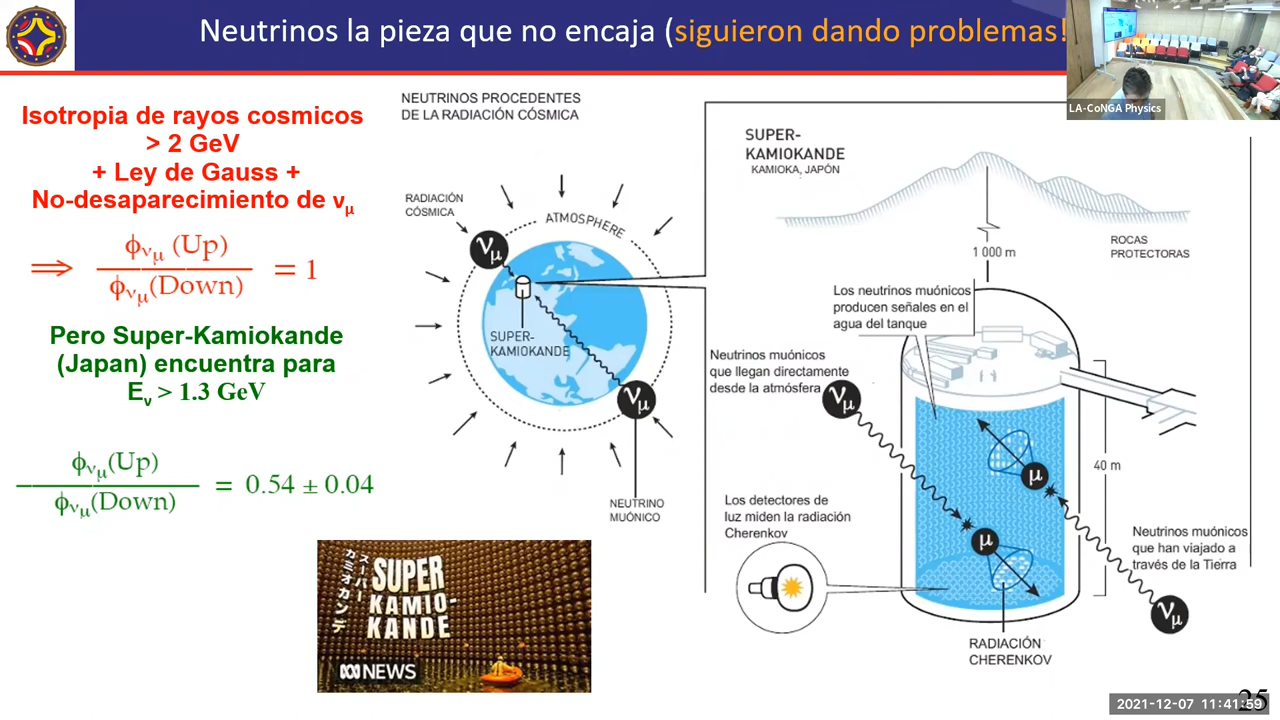 Neutrinos la pieza que no encaja (siguieron dando problemas!
LA-CoNGA Physics
Isotropia de rayos cosmicos
> 2 GeV
+ Ley de Gauss +
No-desaparecimiento de νμ
⇒ ϕνμ (Up)
ϕνμ(Down)
= 1
Pero Super-Kamiokande
(Japan) encuentra para
Eν > 1.3 GeV
ϕνμ(Up)
ϕνμ(Down)
= 0.54 ± 0.04
NEUTRINOS PROCEDENTES
DE LA RADIACIÓN CÓSMICA
RADIACIÓN
CÓSMICA
ATMOSPHERE
νμ
SUPER-
KAMIOKANDE
νμ
NEUTRINO
MUÓNICO
SUPER-
KAMIOKANDE
KAMIOKA, JAPÓN
1 000 m
ROCAS
PROTECTORAS
Los neutrinos muónicos
producen señales en el
agua del tanque
Neutrinos muónicos
que llegan directamente
desde la atmósfera
νμ
40 m
μ
μ
Los detectores de
luz miden la radiación
Cherenkov
Neutrinos muónicos
que han viajado a
través de la Tierra
νμ
RADIACIÓN
CHERENKOV
スーパー
カミオカンデ
SUPER
KAMIO-
KANDE
NEWS
25
2021-12-07 11:41:59